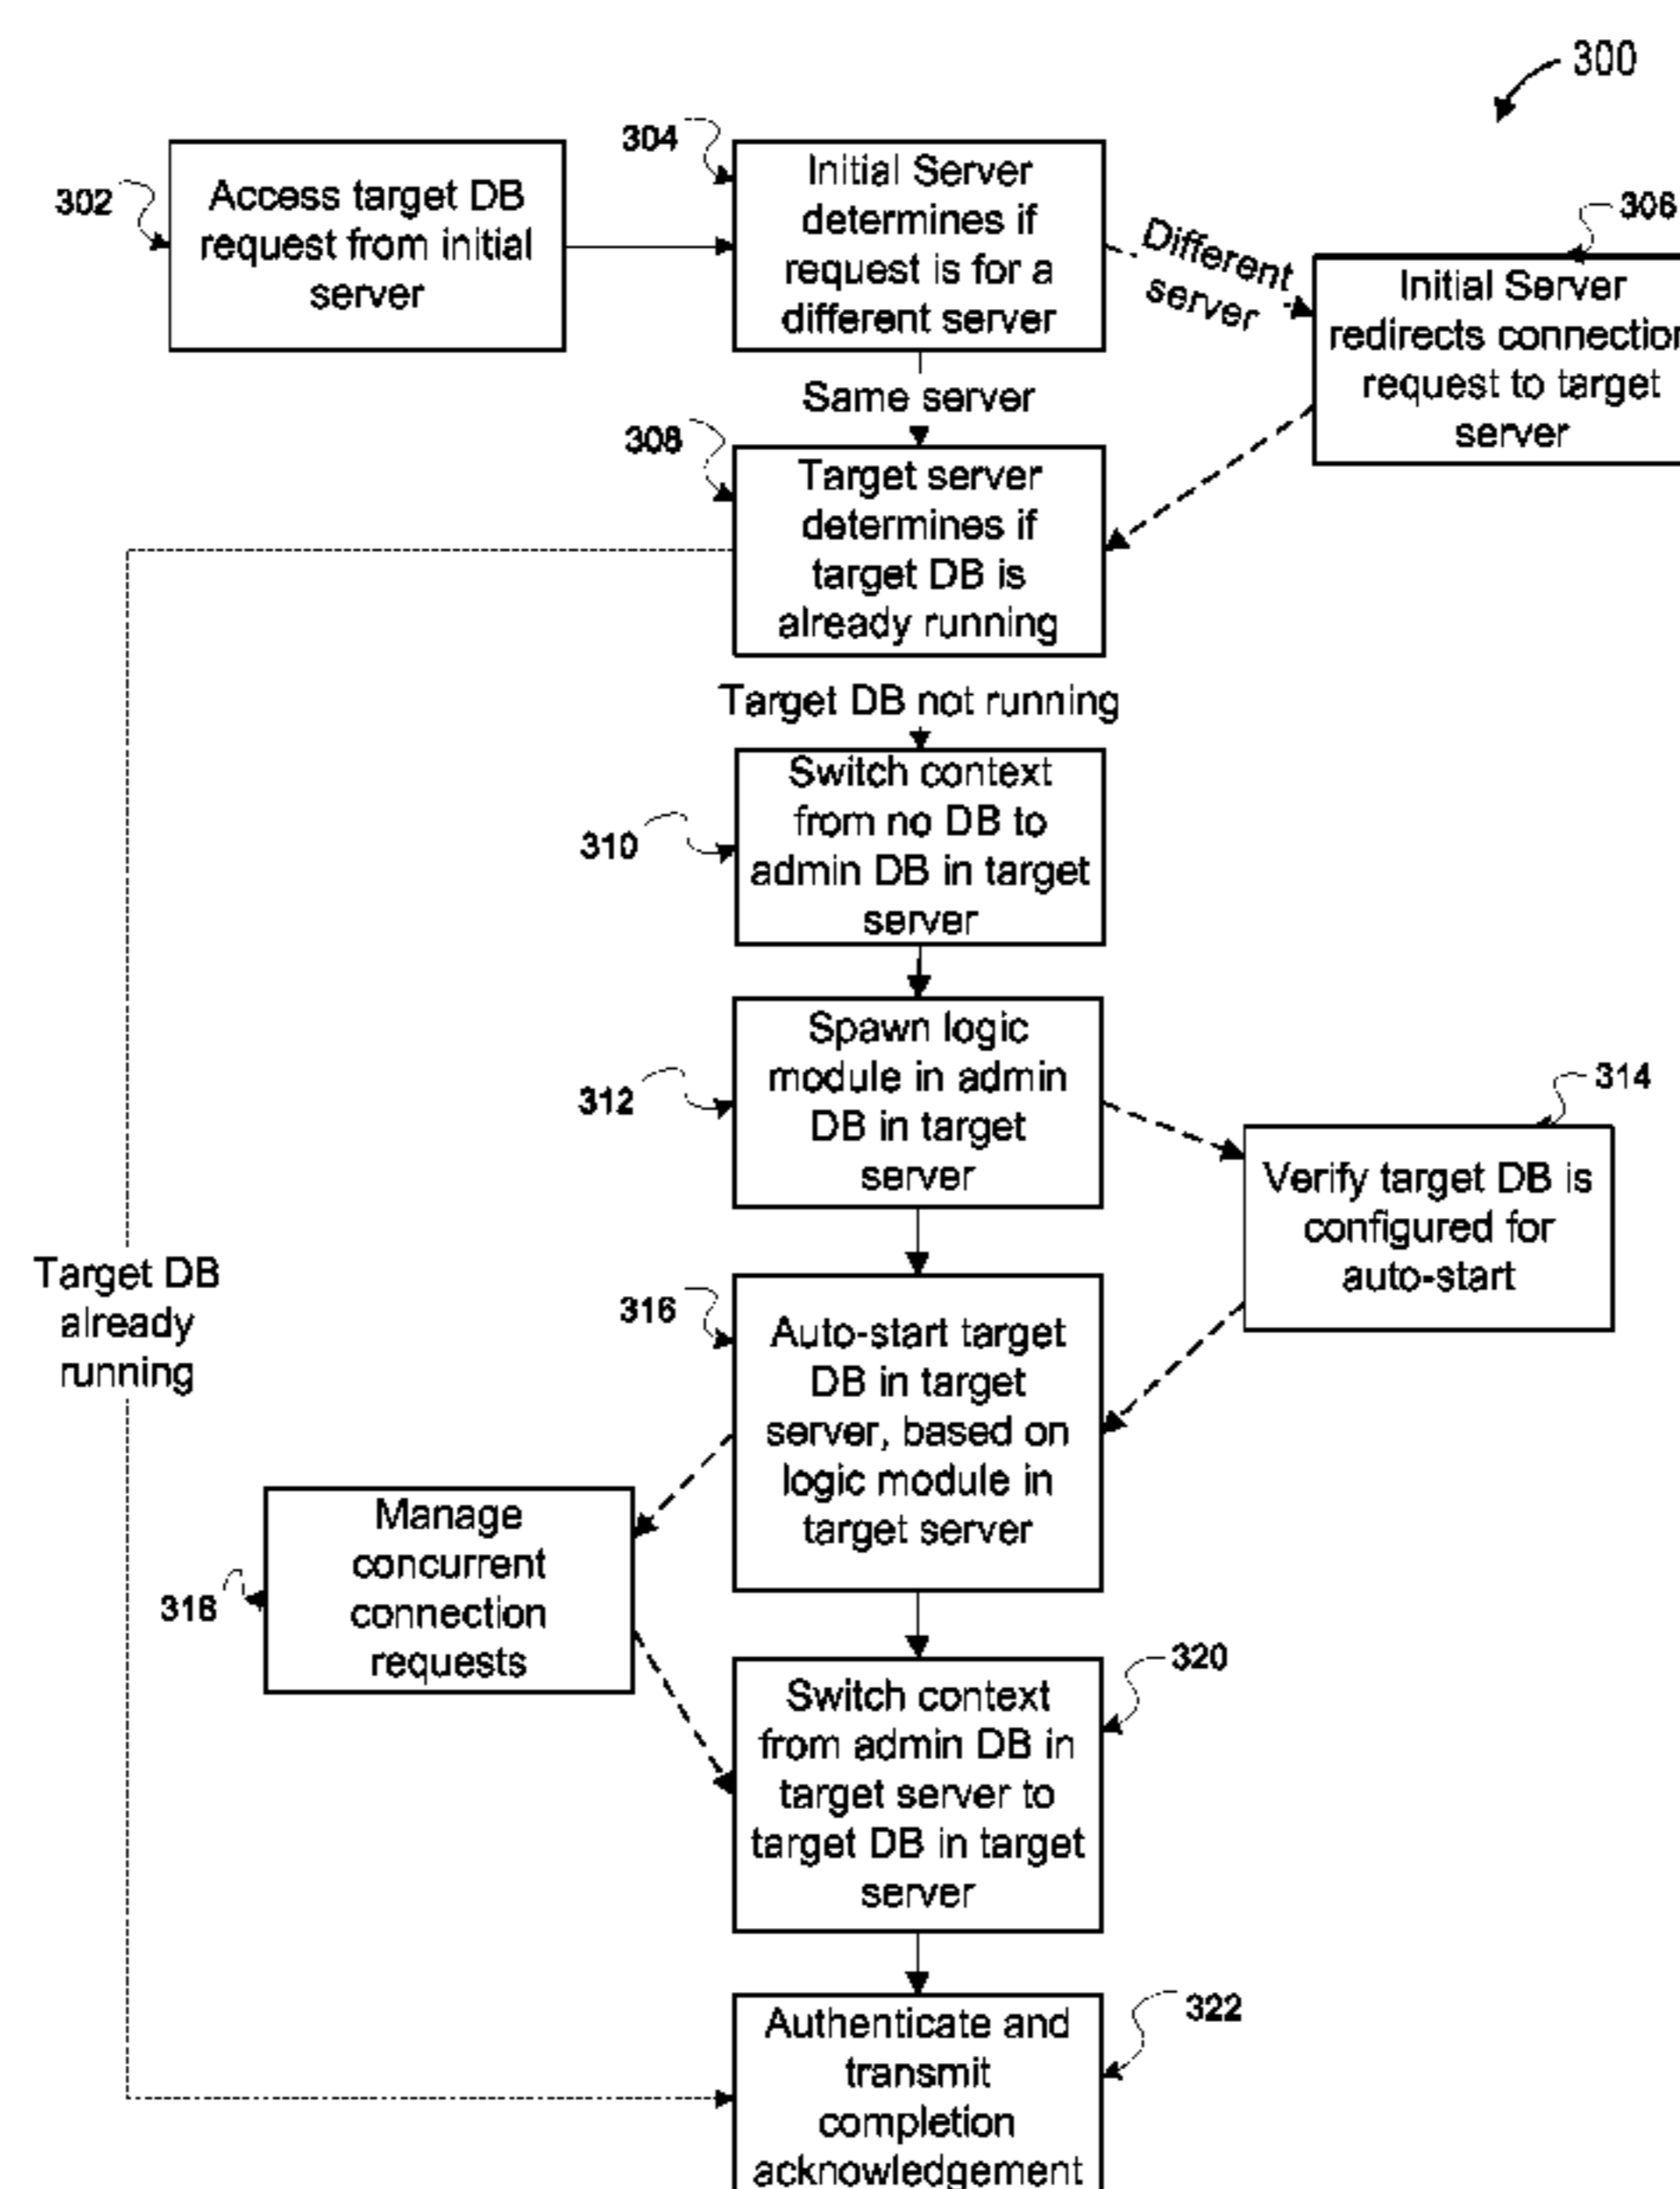 300
302
Access target DB
request from initial
server
304
Initial Server
determines if
request is for a
different server
Different
server
306
Initial Server
redirects connection
request to target
server
Same server
308
Target server
determines if
target DB is
already running
Target DB not running
310
Switch context
from no DB to
admin DB in target
server
312
Spawn logic
module in admin
DB in target
server
314
Verify target DB is
configured for
auto-start
Target DB
already
running
316
Auto-start target
DB in target
server, based on
logic module in
target server
318
Manage
concurrent
connection
requests
320
Switch context
from admin DB in
target server to
target DB in target
server
322
Authenticate and
transmit
completion
acknowledgement